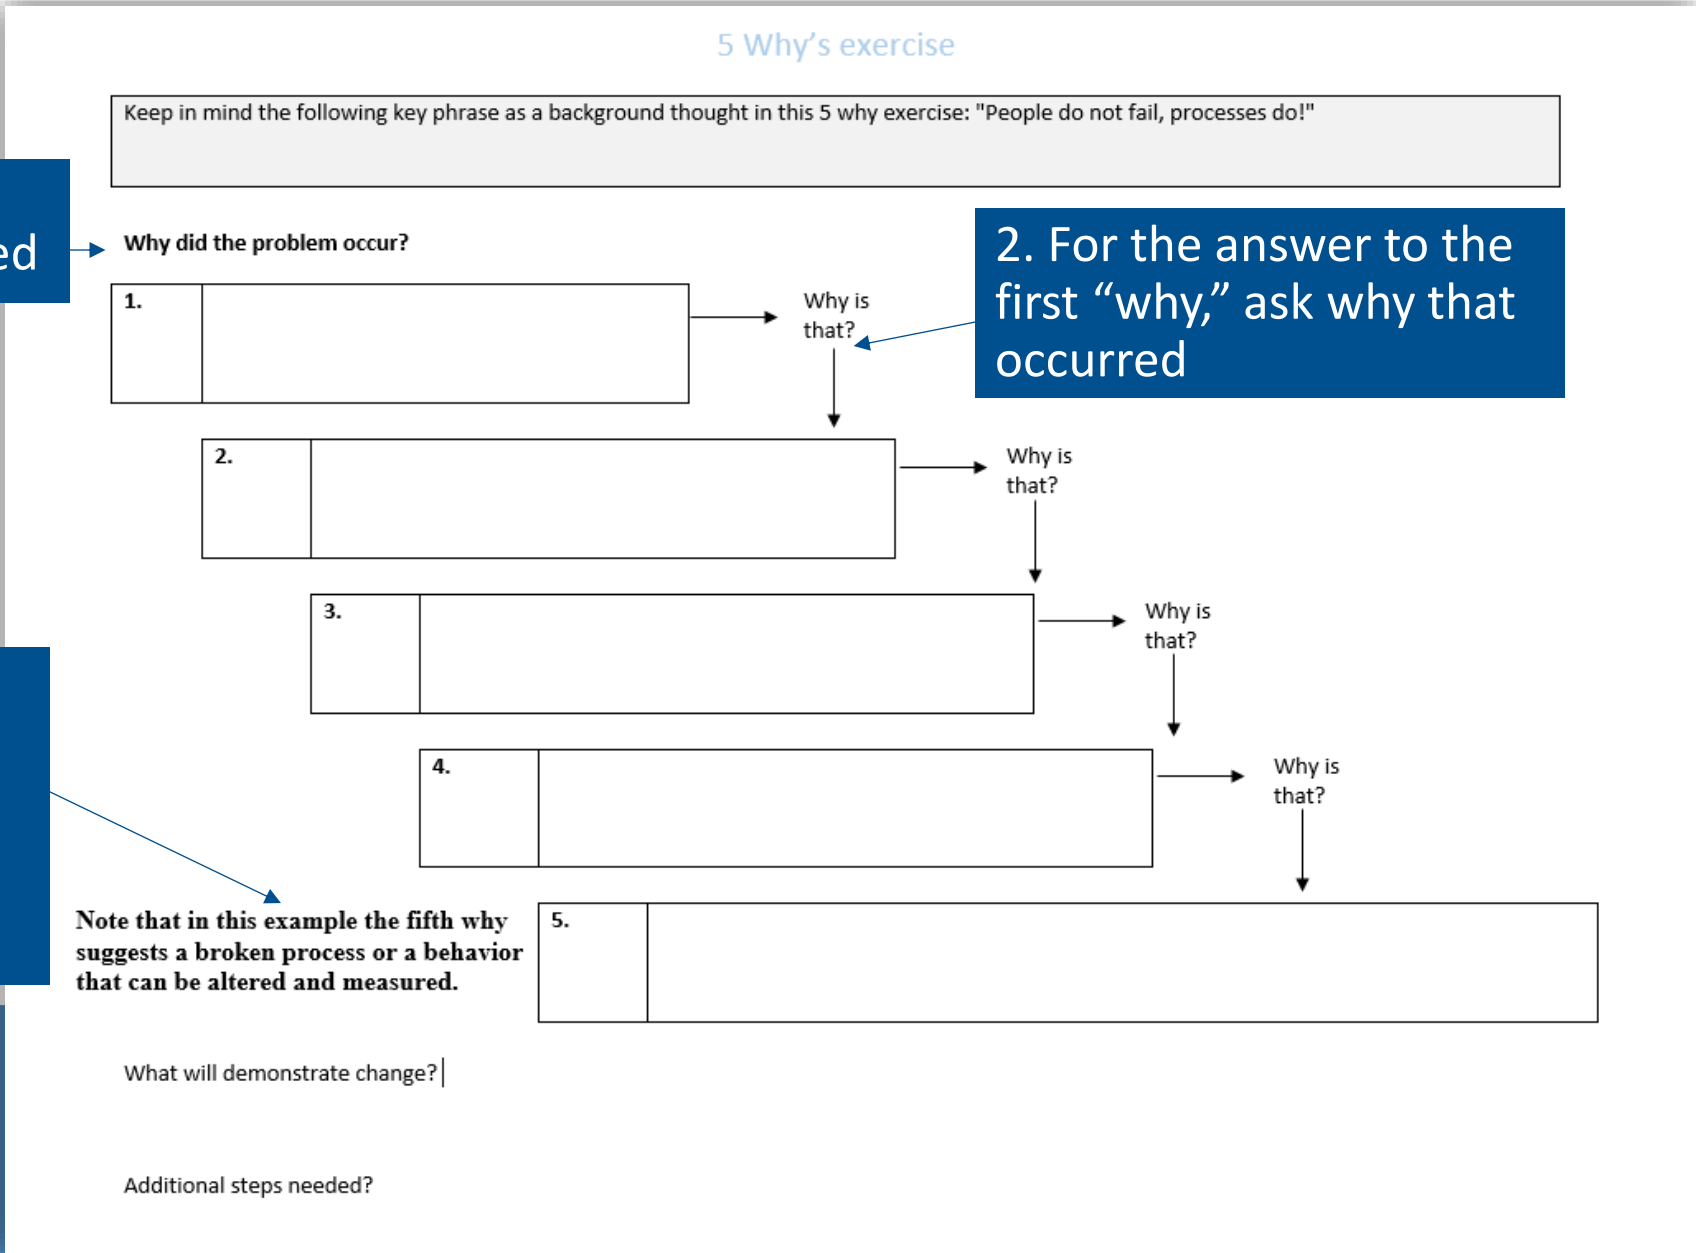 5 Why’s exercise
Keep in mind the following key phrase as a background thought in this 5 why exercise: "People do not fail, processes do!"
ed
Why did the problem occur?
2. For the answer to the
first “why,” ask why that
occurred
1.
Why is
that?
2.
Why is
that?
3.
Why is
that?
4.
Why is
that?
Note that in this example the fifth why
suggests a broken process or a behavior
that can be altered and measured.
5.
What will demonstrate change?
Additional steps needed?